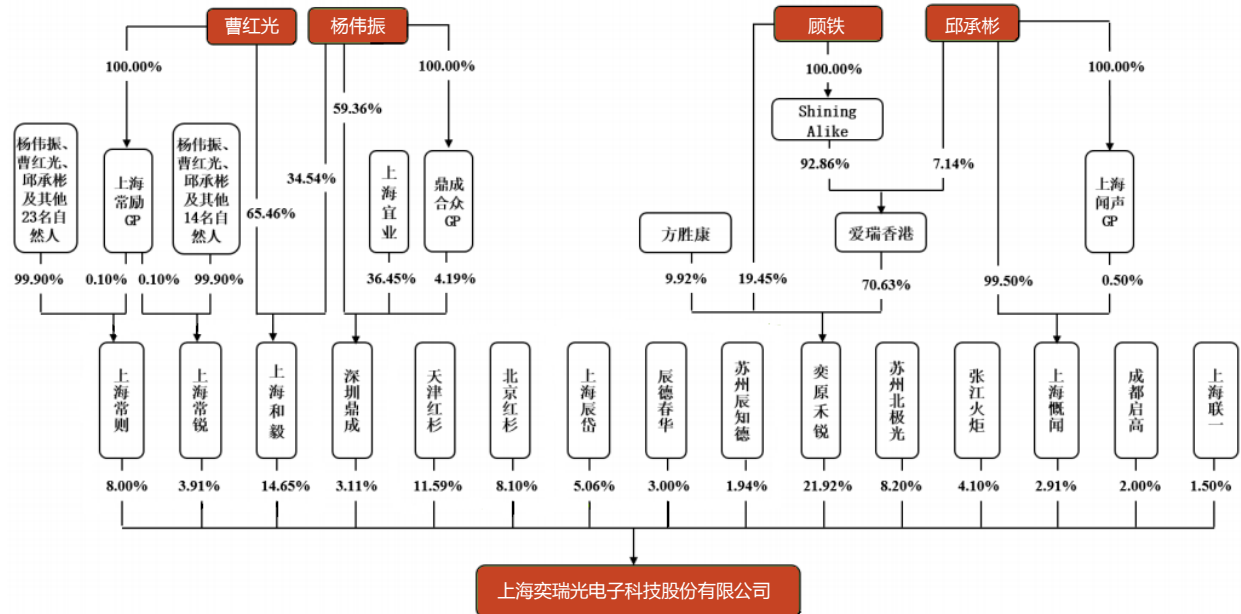 曹红光
杨伟振
顾铁
邱承彬
100.00%
100.00%
100.00%
100.00%
59.36%
Shining
Alike
杨伟振、
曹红光、
邱承彬
及其他
23名自
然人
上海
常励
GP
杨伟振、
曹红光、
邱承彬
及其他
14名自
然人
34.54%
65.46%
上海宜业
鼎成
合众
GP
92.86%
7.14%
上海
闻声
GP
方胜康
爱瑞香港
99.90%
0.10%
0.10%
99.90%
36.45%
4.19%
9.92%
19.45%
70.63%
99.50%
0.50%
上海常则
上海常锐
上海和毅
深圳鼎成
天津红杉
北京红杉
上海辰岱
辰德春华
苏州辰知德
奕原禾锐
苏州北极光
张江火炬
上海慨闻
成都启高
上海联一
8.00%
3.91%
14.65%
3.11%
11.59%
8.10%
5.06%
3.00%
1.94%
21.92%
8.20%
4.10%
2.91%
2.00%
1.50%
上海奕瑞光电子科技股份有限公司